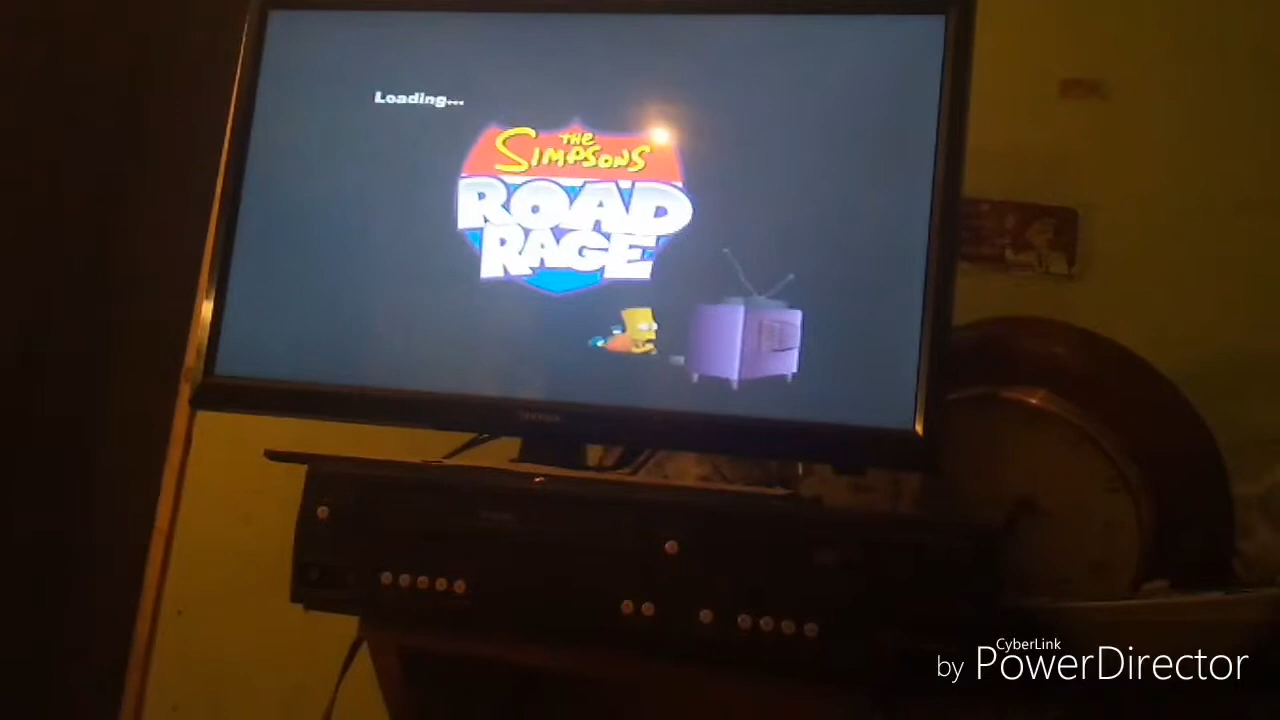 Loading...
THE
SIMPSONS
ROAD
RAGE
CyberLink
by PowerDirector